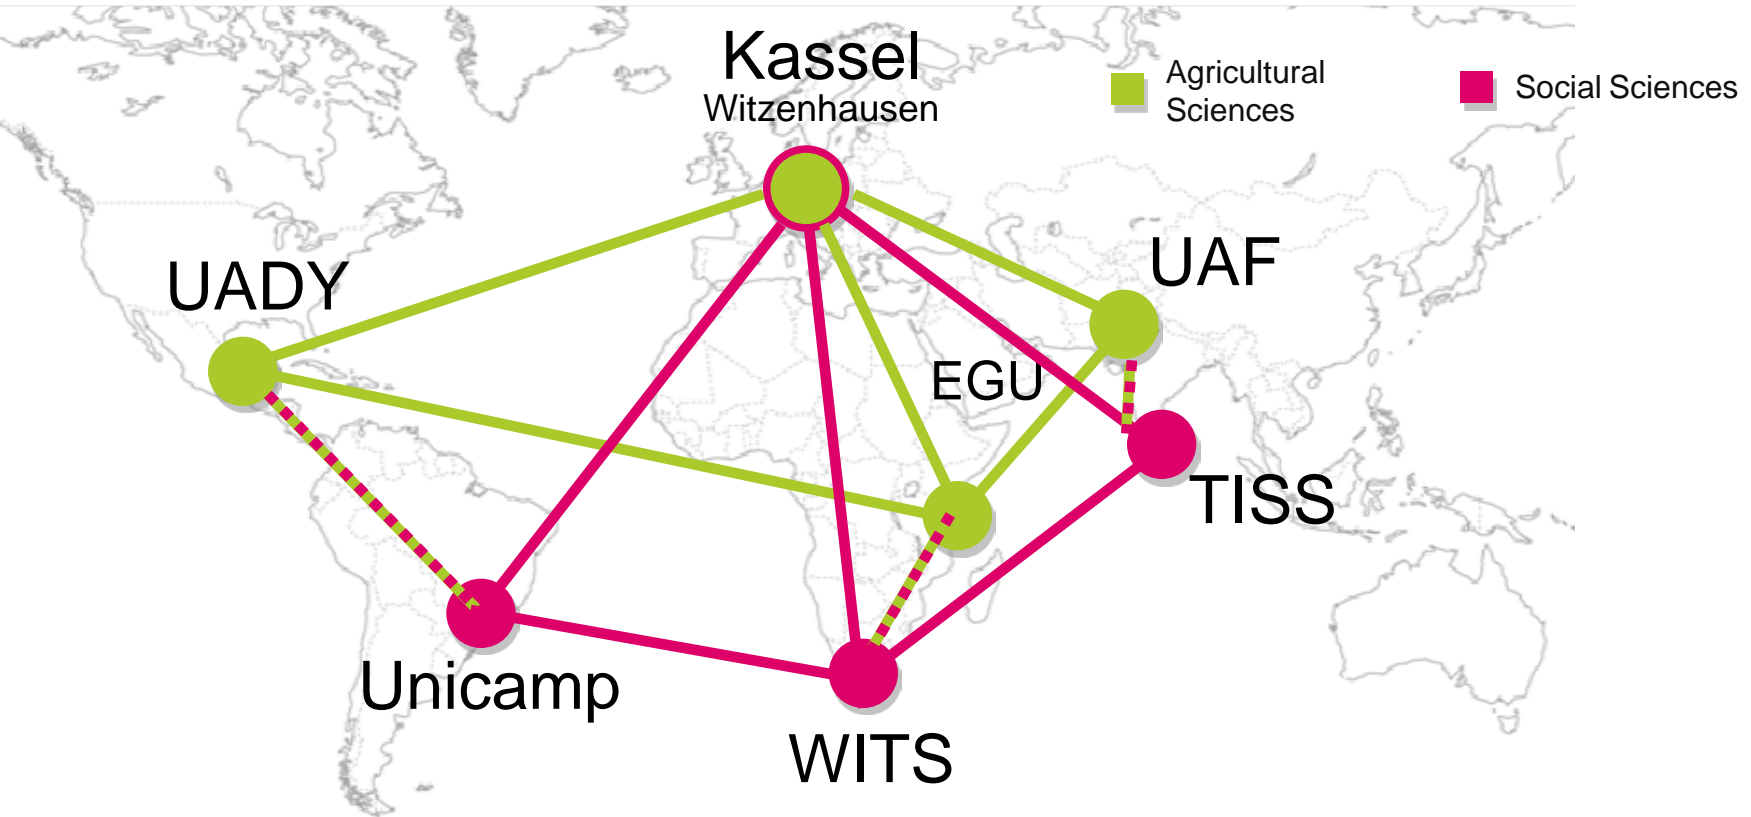 Kassel
Witzenhausen
Agricultural
Sciences
Social Sciences
UADY
UAF
EGU
TISS
Unicamp
WITS